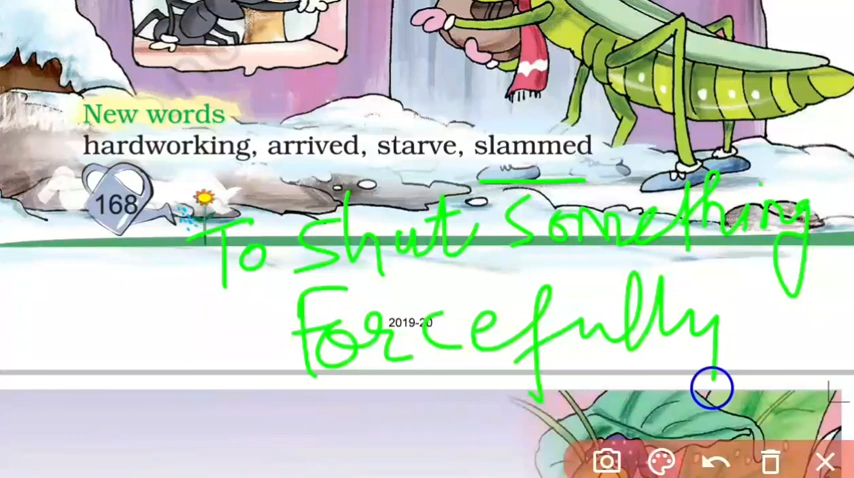 New words
hardworking, arrived, starve, slammed
168
To shut something
Forcefully
2019-20